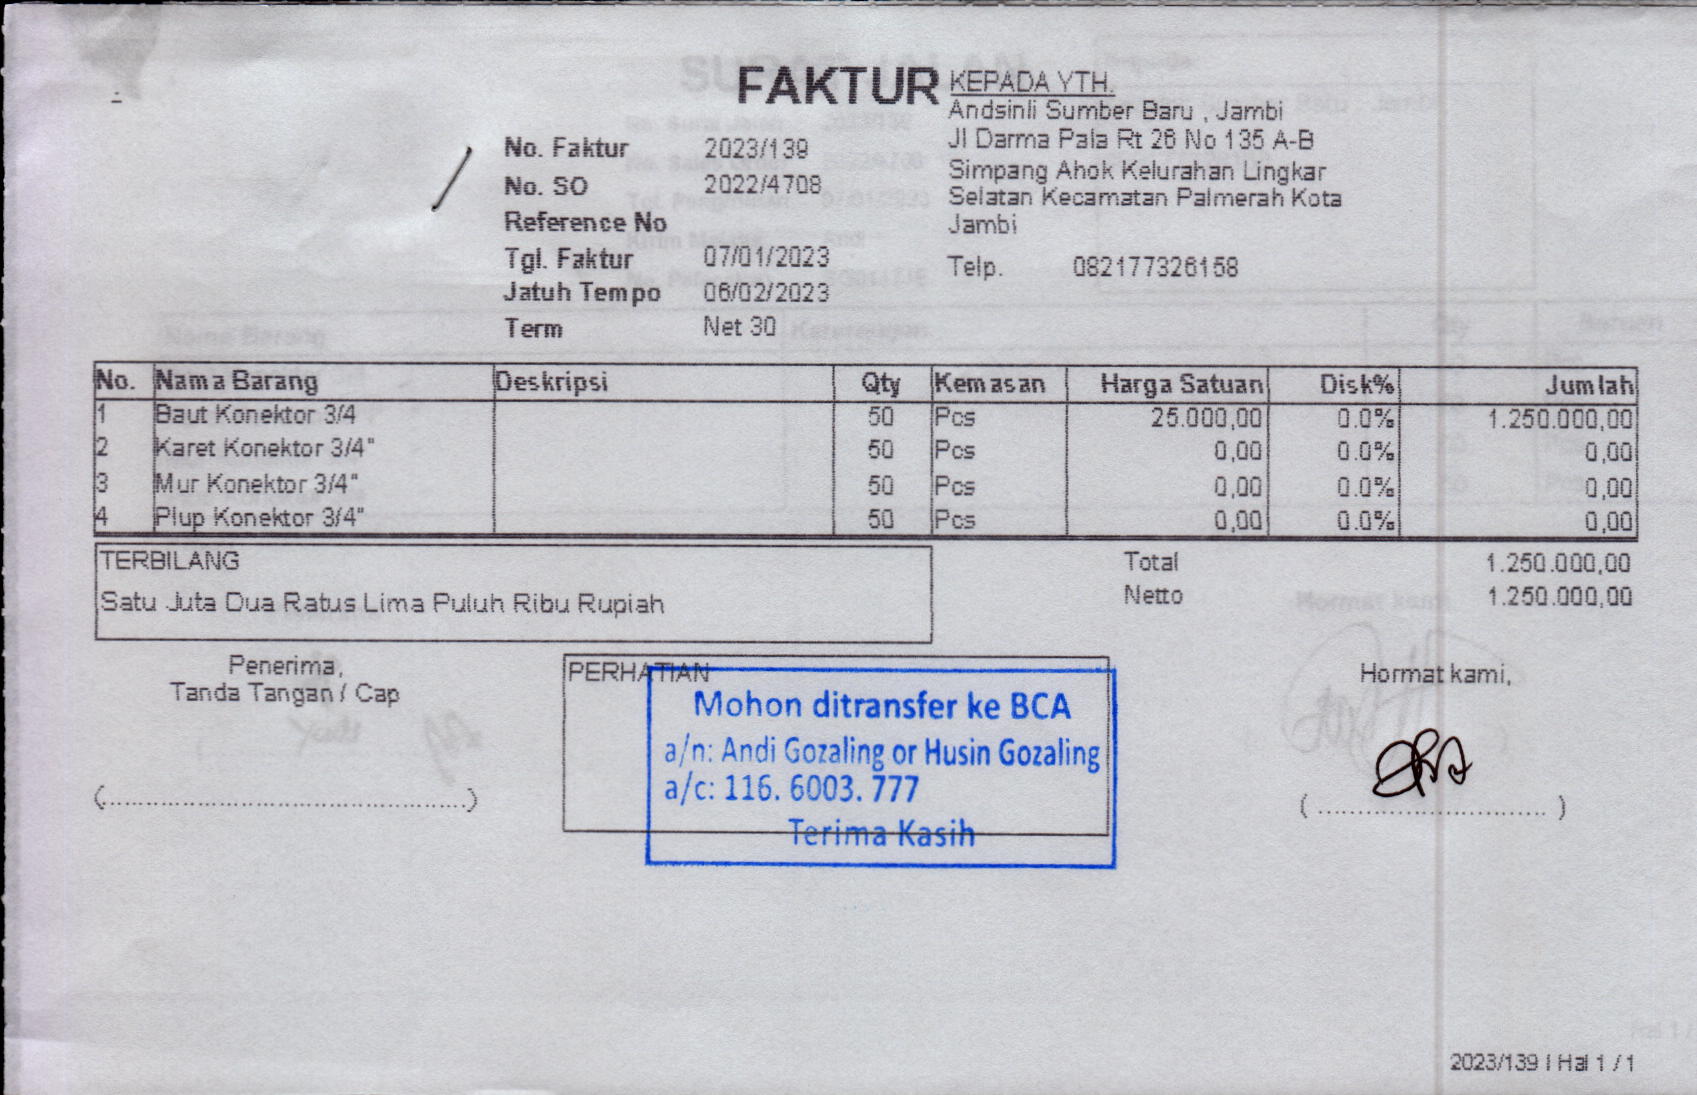 FAKTUR
No. Faktur 2023/139
No. SO 2022/4708
Reference No
Tgl. Faktur 07/01/2023
Jatuh Tempo 06/02/2023
Term Net 30
KEPADA YTH.
Andsinli Sumber Baru , Jambi
Jl Darma Pala Rt 26 No 135 A-B
Simpang Ahok Kelurahan Lingkar
Selatan Kecamatan Palmerah Kota
Jambi
Telp. 082177326158
No. Nama Barang Deskripsi Qty Kemasan Harga Satuan Disk% Jumlah
1 Baut Konektor 3/4 50 Pcs 25.000,00 0.0% 1.250.000,00
2 Karet Konektor 3/4" 50 Pcs 0,00 0.0% 0,00
3 Mur Konektor 3/4" 50 Pcs 0,00 0.0% 0,00
4 Plup Konektor 3/4" 50 Pcs 0,00 0.0% 0,00
TERBILANG
Satu Juta Dua Ratus Lima Puluh Ribu Rupiah
Total 1.250.000,00
Netto 1.250.000,00
Penerima,
Tanda Tangan / Cap
(..........................................)
PERHATIAN
Mohon ditransfer ke BCA
a/n: Andi Gozaling or Husin Gozaling
a/c: 116. 6003. 777
Terima Kasih
Hormat kami,
( ............................ )
2023/139 | Hal 1 / 1